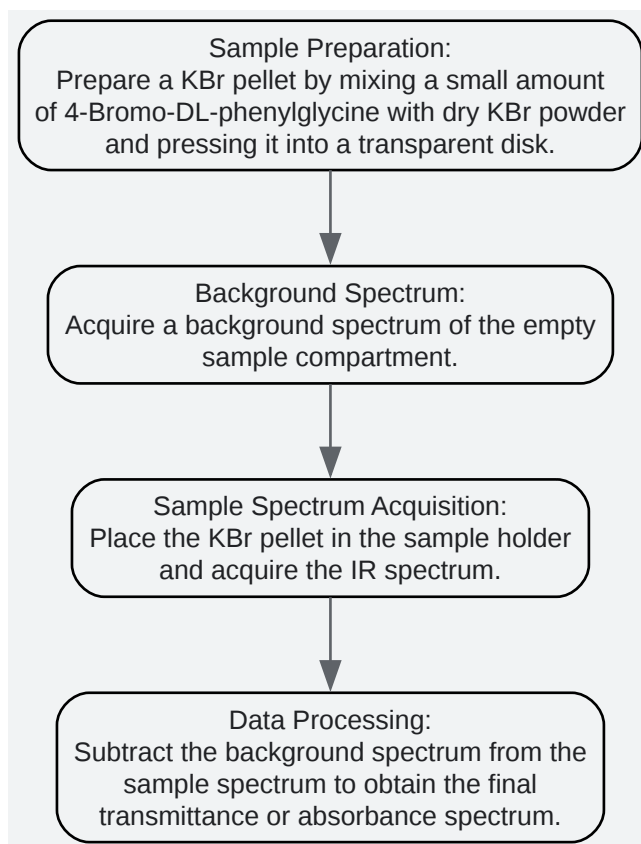 Sample Preparation:
Prepare a KBr pellet by mixing a small amount
of 4-Bromo-DL-phenylglycine with dry KBr powder
and pressing it into a transparent disk.
Background Spectrum:
Acquire a background spectrum of the empty
sample compartment.
Sample Spectrum Acquisition:
Place the KBr pellet in the sample holder
and acquire the IR spectrum.
Data Processing:
Subtract the background spectrum from the
sample spectrum to obtain the final
transmittance or absorbance spectrum.